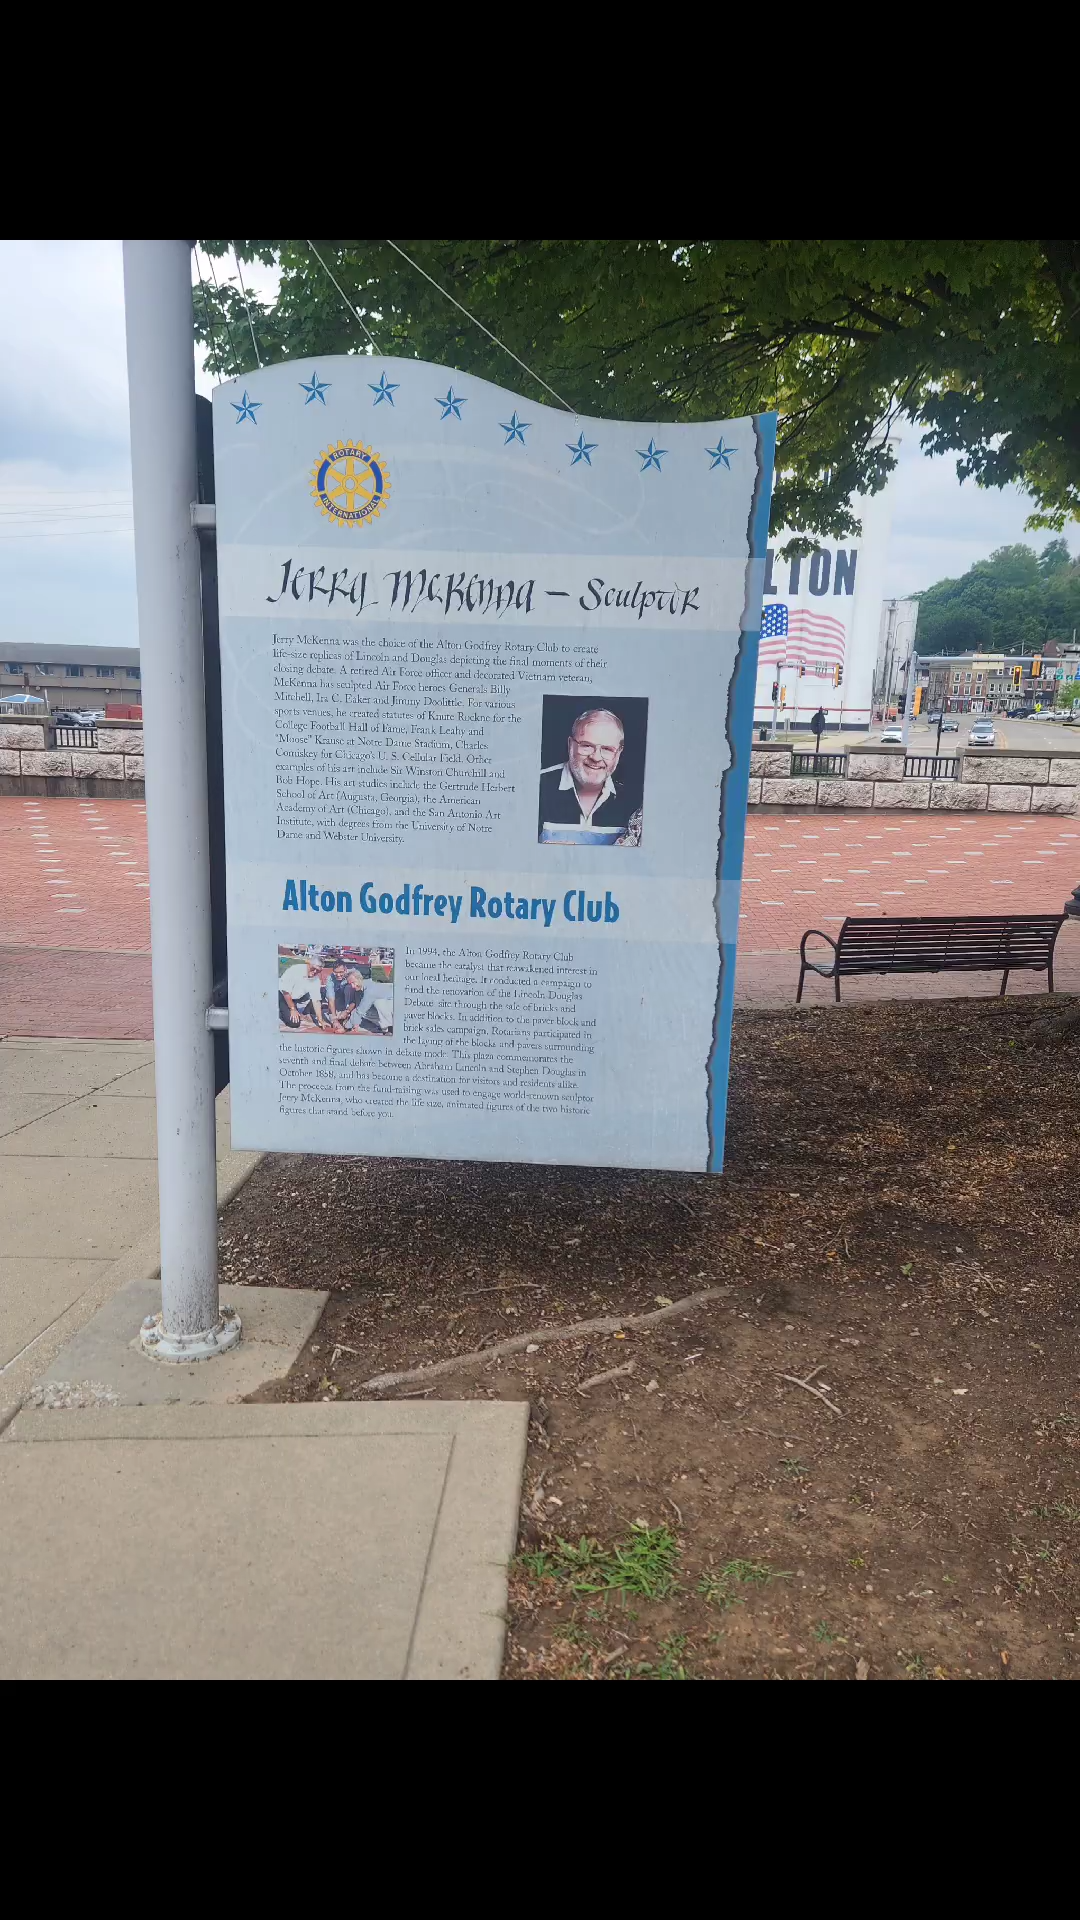 ROTARY
INTERNATIONAL
Jerry McKenna — Sculptor
Jerry McKenna was the choice of the Alton Godfrey Rotary Club to create
life-size replicas of Lincoln and Douglas depicting the final moments of their
closing debate. A retired Air Force officer and decorated Vietnam veteran,
McKenna has sculpted Air Force heroes Generals Billy
Mitchell, Ira C. Eaker and Jimmy Doolittle. For various
sports venues, he created statutes of Knute Rockne for the
College Football Hall of Fame, Frank Leahy and
"Moose" Krause at Notre Dame Stadium, Charles
Comiskey for Chicago's U. S. Cellular Field. Other
examples of his art include Sir Winston Churchill and
Bob Hope. His art studies include the Gertrude Herbert
School of Art (Augusta, Georgia), the American
Academy of Art (Chicago), and the San Antonio Art
Institute, with degrees from the University of Notre
Dame and Webster University.
Alton Godfrey Rotary Club
In 1994, the Alton Godfrey Rotary Club
became the catalyst that reawakened interest in
our local heritage. It conducted a campaign to
fund the renovation of the Lincoln Douglas
Debate site through the sale of bricks and
paver blocks. In addition to the paver block and
brick sales campaign, Rotarians participated in
the laying of the blocks and pavers surrounding
the historic figures shown in debate mode. This plaza commemorates the
seventh and final debate between Abraham Lincoln and Stephen Douglas in
October 1858, and has become a destination for visitors and residents alike.
The proceeds from the fund-raising was used to engage world-renown sculptor
Jerry McKenna, who created the life size, animated figures of the two historic
figures that stand before you.
LTON